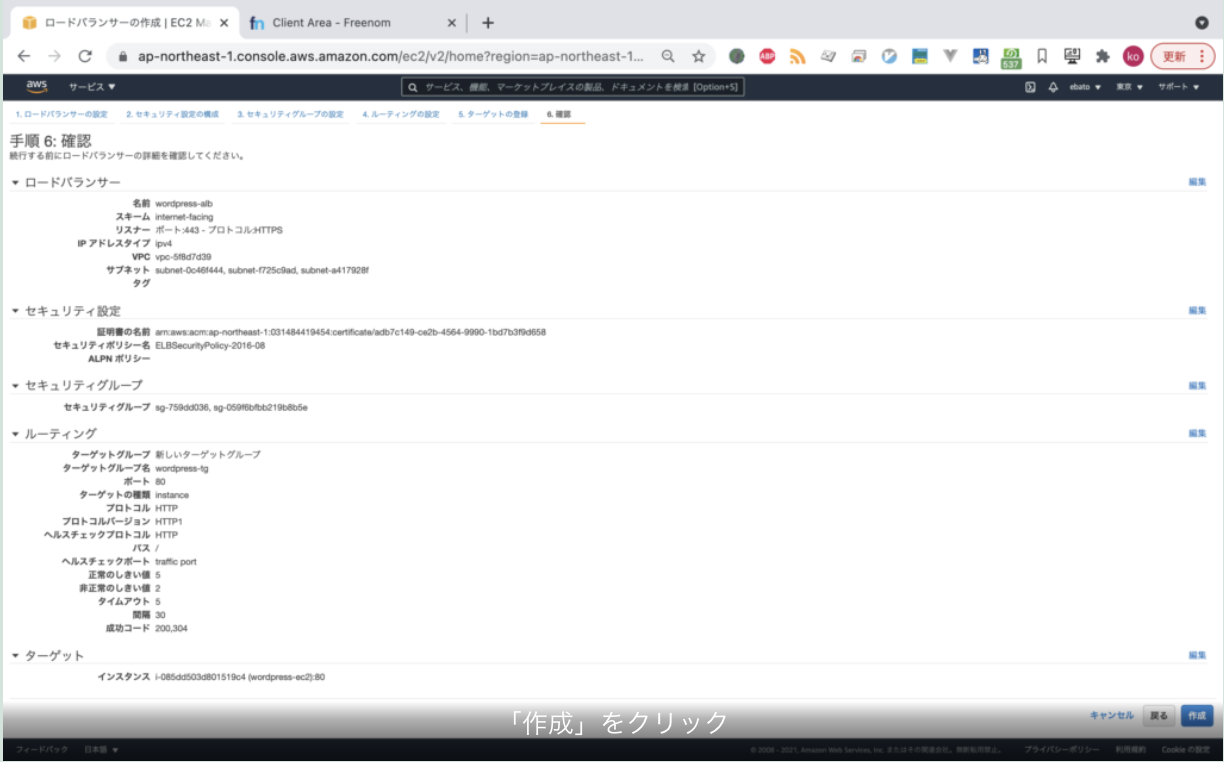 ロードバランサーの作成 | EC2 Ma
Client Area - Freenom
ap-northeast-1.console.aws.amazon.com/ec2/v2/home?region=ap-northeast-1...
ABP
537
ko
更新
aws サービス ▼
サービス、機能、マーケットプレイスの製品、ドキュメントを検索 [Option+S]
ebato ▼ 東京 ▼ サポート ▼
1. ロードバランサーの設定 2. セキュリティ設定の構成 3. セキュリティグループの設定 4. ルーティングの設定 5. ターゲットの登録 6. 確認
手順 6: 確認
続行する前にロードバランサーの詳細を確認してください。
▼ ロードバランサー 編集
名前 wordpress-alb
スキーム internet-facing
リスナー ポート:443 - プロトコル:HTTPS
IP アドレスタイプ ipv4
VPC vpc-5f8d7d39
サブネット subnet-0c46f444, subnet-f725c9ad, subnet-a417928f
タグ
▼ セキュリティ設定 編集
証明書の名前 arn:aws:acm:ap-northeast-1:031484419454:certificate/adb7c149-ce2b-4564-9990-1bd7b3f9d658
セキュリティポリシー名 ELBSecurityPolicy-2016-08
ALPN ポリシー
▼ セキュリティグループ 編集
セキュリティグループ sg-759dd036, sg-059f6bfbb219b8b5e
▼ ルーティング 編集
ターゲットグループ 新しいターゲットグループ
ターゲットグループ名 wordpress-tg
ポート 80
ターゲットの種類 instance
プロトコル HTTP
プロトコルバージョン HTTP1
ヘルスチェックプロトコル HTTP
パス /
ヘルスチェックポート traffic port
正常のしきい値 5
非正常のしきい値 2
タイムアウト 5
間隔 30
成功コード 200,304
▼ ターゲット 編集
インスタンス i-085dd503d801519c4 (wordpress-ec2):80
キャンセル 戻る 作成
「作成」をクリック
フィードバック 日本語 ▼ © 2008 - 2021, Amazon Web Services, Inc. またはその関連会社。無断転用禁止。 プライバシーポリシー 利用規約 Cookie の設定